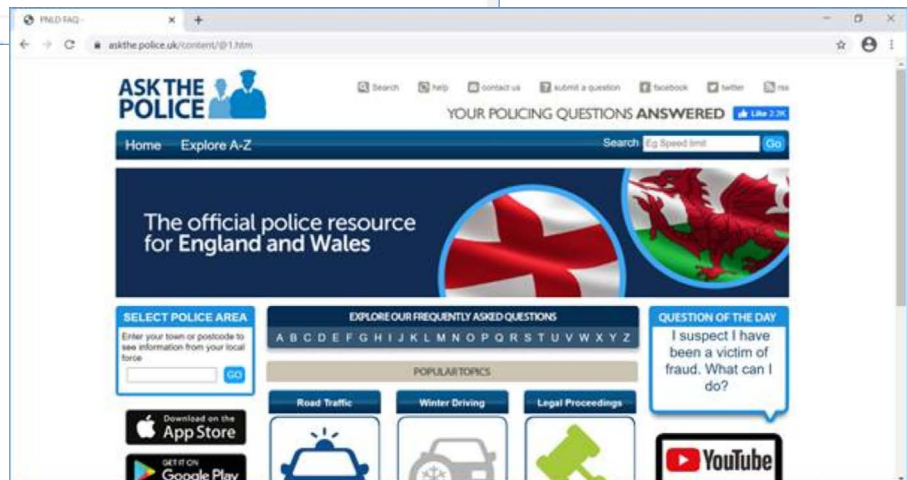 PNLD FAQ -
askthe.police.uk/content/@1.htm
ASK THE
POLICE
Search help contact us submit a question facebook twitter rss
YOUR POLICING QUESTIONS ANSWERED Like 2.2K
Home Explore A-Z Search Eg Speed limit Go
The official police resource
for England and Wales
SELECT POLICE AREA
Enter your town or postcode to
see information from your local
force
GO
Download on the
App Store
GET IT ON
Google Play
EXPLORE OUR FREQUENTLY ASKED QUESTIONS
A B C D E F G H I J K L M N O P Q R S T U V W X Y Z
POPULAR TOPICS
Road Traffic Winter Driving Legal Proceedings
QUESTION OF THE DAY
I suspect I have
been a victim of
fraud. What can I
do?
YouTube